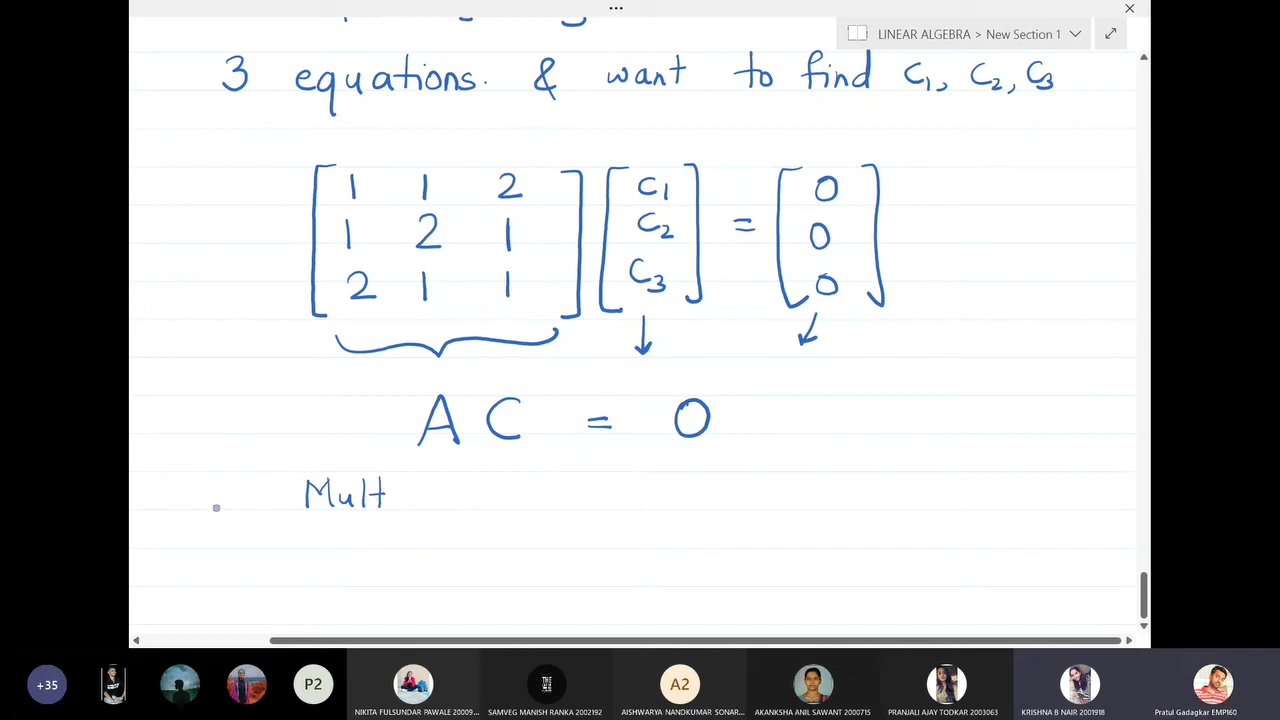 LINEAR ALGEBRA > New Section 1
3 equations. & want to find C1, C2, C3
[ 1 1 2 ] [ C1 ] = [ 0 ]
[ 1 2 1 ] [ C2 ] [ 0 ]
[ 2 1 1 ] [ C3 ] [ 0 ]
A C = 0
Mult
+35
P2
A2
NIKITA FULSUNDAR PAWALE 20009...
SAMVEG MANISH RANKA 2002192
AISHWARYA NANDKUMAR SONAR...
AKANKSHA ANIL SAWANT 2000715
PRANJALI AJAY TODKAR 2003063
KRISHNA B NAIR 2001918
Pratul Gadagkar EMP160